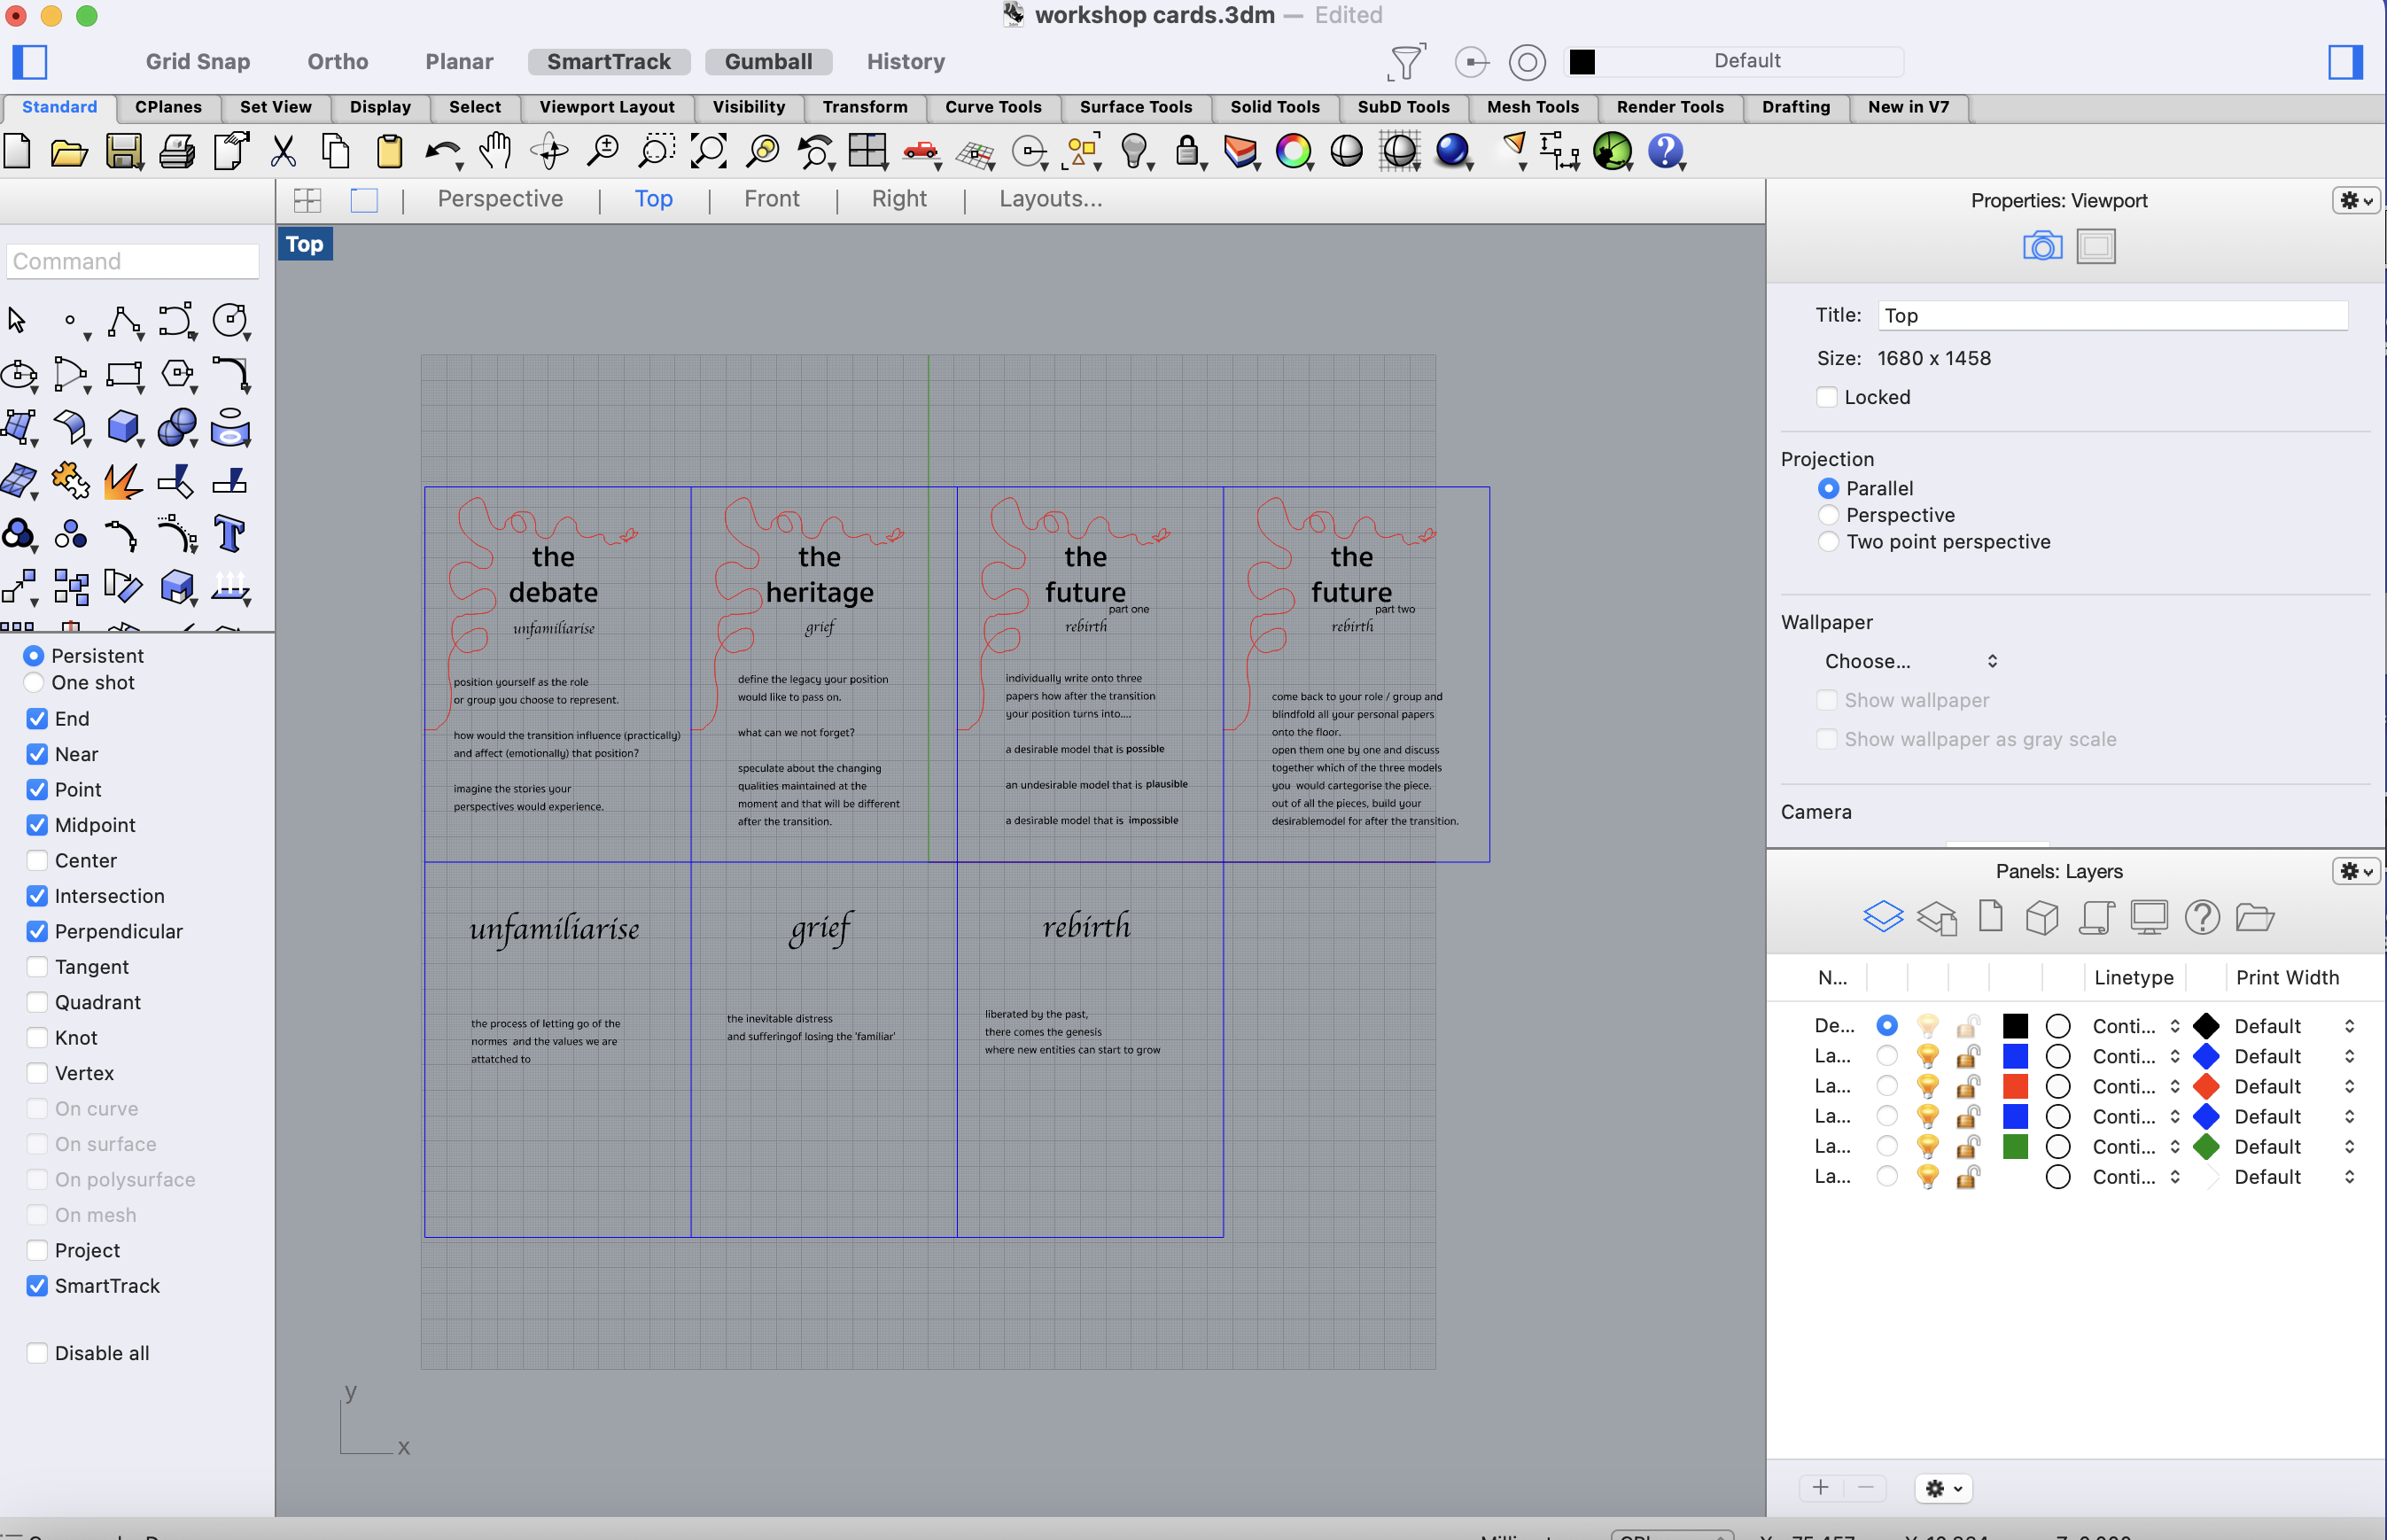 workshop cards.3dm — Edited
Grid Snap Ortho Planar SmartTrack Gumball History Default
Standard CPlanes Set View Display Select Viewport Layout Visibility Transform Curve Tools Surface Tools Solid Tools SubD Tools Mesh Tools Render Tools Drafting New in V7
Perspective Top Front Right Layouts...
Top
Command
Persistent
One shot
End
Near
Point
Midpoint
Center
Intersection
Perpendicular
Tangent
Quadrant
Knot
Vertex
On curve
On surface
On polysurface
On mesh
Project
SmartTrack
Disable all
the
debate
unfamiliarise
position yourself as the role
or group you choose to represent.
how would the transition influence (practically)
and affect (emotionally) that position?
imagine the stories your
perspectives would experience.
the
heritage
grief
define the legacy your position
would like to pass on.
what can we not forget?
speculate about the changing
qualities maintained at the
moment and that will be different
after the transition.
the
future
part one
rebirth
individually write onto three
papers how after the transition
your position turns into....
a desirable model that is possible
an undesirable model that is plausible
a desirable model that is impossible
the
future
part two
rebirth
come back to your role / group and
blindfold all your personal papers
onto the floor.
open them one by one and discuss
together which of the three models
you would cartegorise the piece.
out of all the pieces, build your
desirablemodel for after the transition.
unfamiliarise
the process of letting go of the
normes and the values we are
attatched to
grief
the inevitable distress
and sufferingof losing the 'familiar'
rebirth
liberated by the past,
there comes the genesis
where new entities can start to grow
y
x
Properties: Viewport
Title: Top
Size: 1680 x 1458
Locked
Projection
Parallel
Perspective
Two point perspective
Wallpaper
Choose...
Show wallpaper
Show wallpaper as gray scale
Camera
Panels: Layers
N... Linetype Print Width
De... Conti... Default
La... Conti... Default
La... Conti... Default
La... Conti... Default
La... Conti... Default
La... Conti... Default